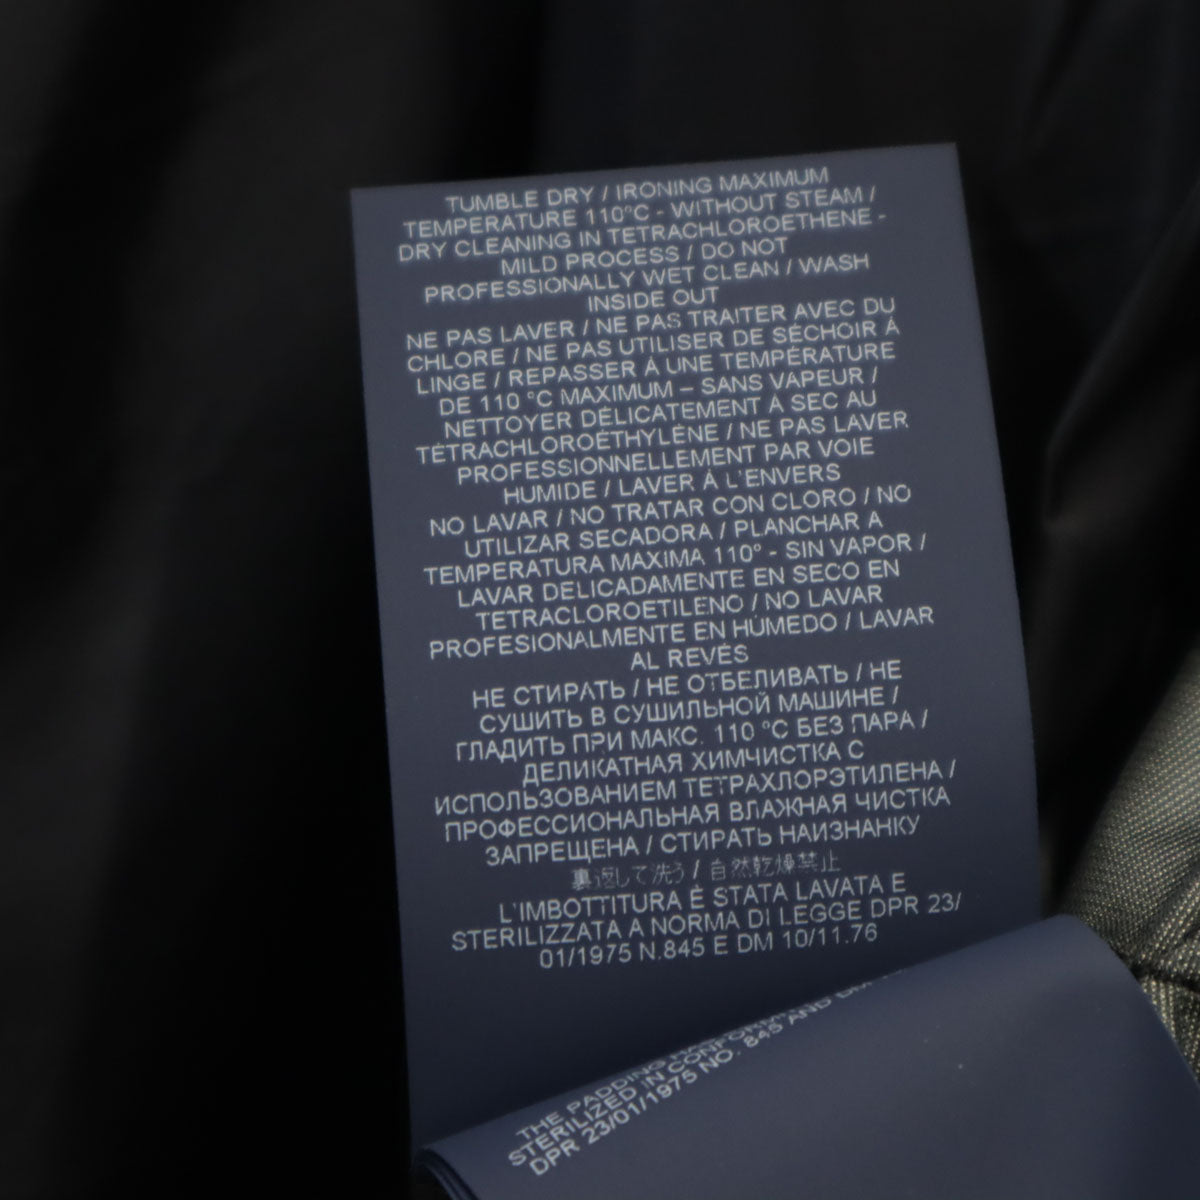 TUMBLE DRY / IRONING MAXIMUM
TEMPERATURE 110°C - WITHOUT STEAM /
DRY CLEANING IN TETRACHLOROETHENE -
MILD PROCESS / DO NOT
PROFESSIONALLY WET CLEAN / WASH
INSIDE OUT
NE PAS LAVER / NE PAS TRAITER AVEC DU
CHLORE / NE PAS UTILISER DE SÉCHOIR À
LINGE / REPASSER À UNE TEMPÉRATURE
DE 110 °C MAXIMUM – SANS VAPEUR /
NETTOYER DÉLICATEMENT À SEC AU
TÉTRACHLOROÉTHYLÈNE / NE PAS LAVER
PROFESSIONNELLEMENT PAR VOIE
HUMIDE / LAVER À L'ENVERS
NO LAVAR / NO TRATAR CON CLORO / NO
UTILIZAR SECADORA / PLANCHAR A
TEMPERATURA MAXIMA 110° - SIN VAPOR /
LAVAR DELICADAMENTE EN SECO EN
TETRACLOROETILENO / NO LAVAR
PROFESIONALMENTE EN HÚMEDO / LAVAR
AL REVÉS
НЕ СТИРАТЬ / НЕ ОТБЕЛИВАТЬ / НЕ
СУШИТЬ В СУШИЛЬНОЙ МАШИНЕ /
ГЛАДИТЬ ПРИ МАКС. 110 °C БЕЗ ПАРА /
ДЕЛИКАТНАЯ ХИМЧИСТКА С
ИСПОЛЬЗОВАНИЕМ ТЕТРАХЛОРЭТИЛЕНА /
ПРОФЕССИОНАЛЬНАЯ ВЛАЖНАЯ ЧИСТКА
ЗАПРЕЩЕНА / СТИРАТЬ НАИЗНАНКУ
裏返して洗う / 自然乾燥禁止
L'IMBOTTITURA È STATA LAVATA E
STERILIZZATA A NORMA DI LEGGE DPR 23/
01/1975 N.845 E DM 10/11.76
THE PADDING HAS
STERILIZED IN CONFORM
DPR 23/01/1975 NO. 845 AND DM